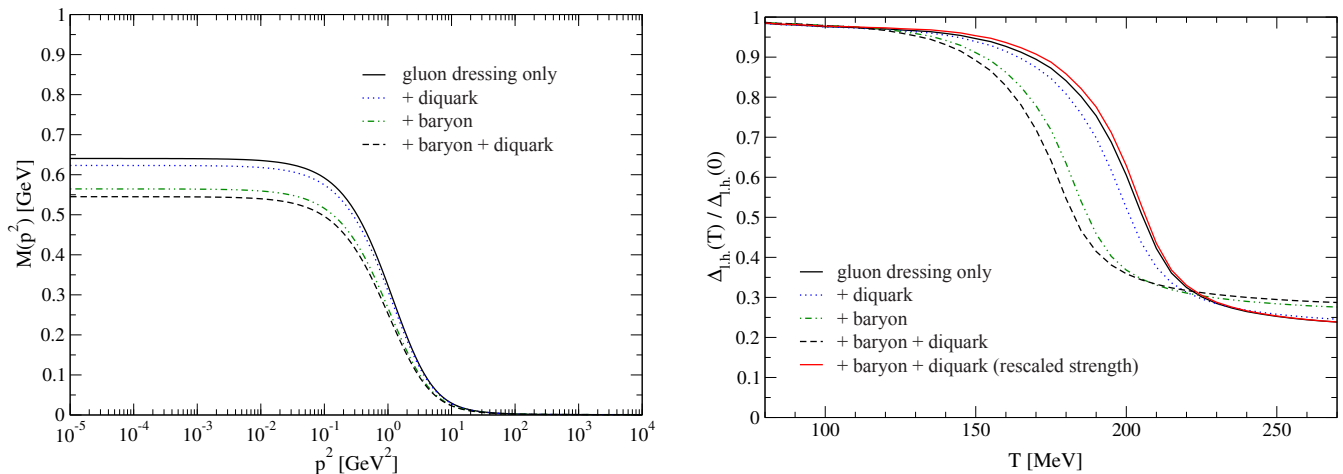 M(p²) [GeV]
0.8
0.7
0.6
0.5
0.4
0.3
0.2
0.1
0
gluon dressing only
+ diquark
+ baryon
+ baryon + diquark
10⁻⁵ 10⁻⁴ 10⁻³ 10⁻² 10⁻¹ 10⁰ 10¹ 10² 10³ 10⁴
p² [GeV²]
Δl.h.(T) / Δl.h.(0)
1
0.9
0.8
0.7
0.6
0.5
0.4
0.3
0.2
0.1
0
gluon dressing only
+ diquark
+ baryon
+ baryon + diquark
+ baryon + diquark (rescaled strength)
100 150 200 250
T [MeV]